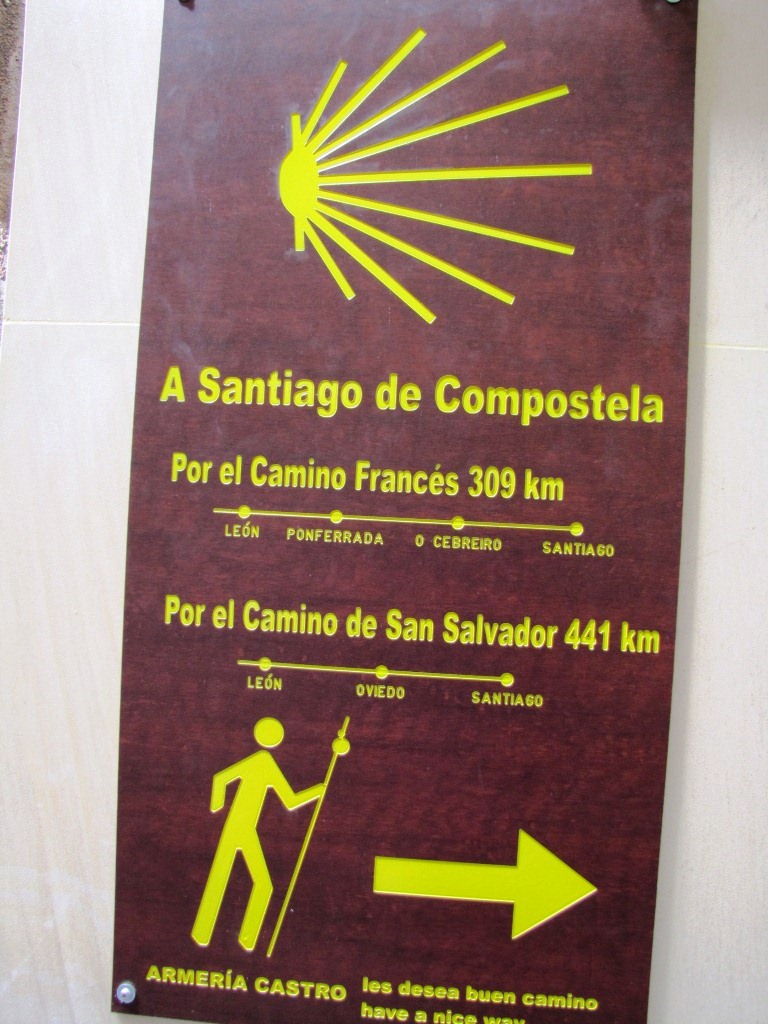 A Santiago de Compostela
Por el Camino Francés 309 km
LEÓN PONFERRADA O CEBREIRO SANTIAGO
Por el Camino de San Salvador 441 km
LEÓN OVIEDO SANTIAGO
ARMERÍA CASTRO les desea buen camino
have a nice way